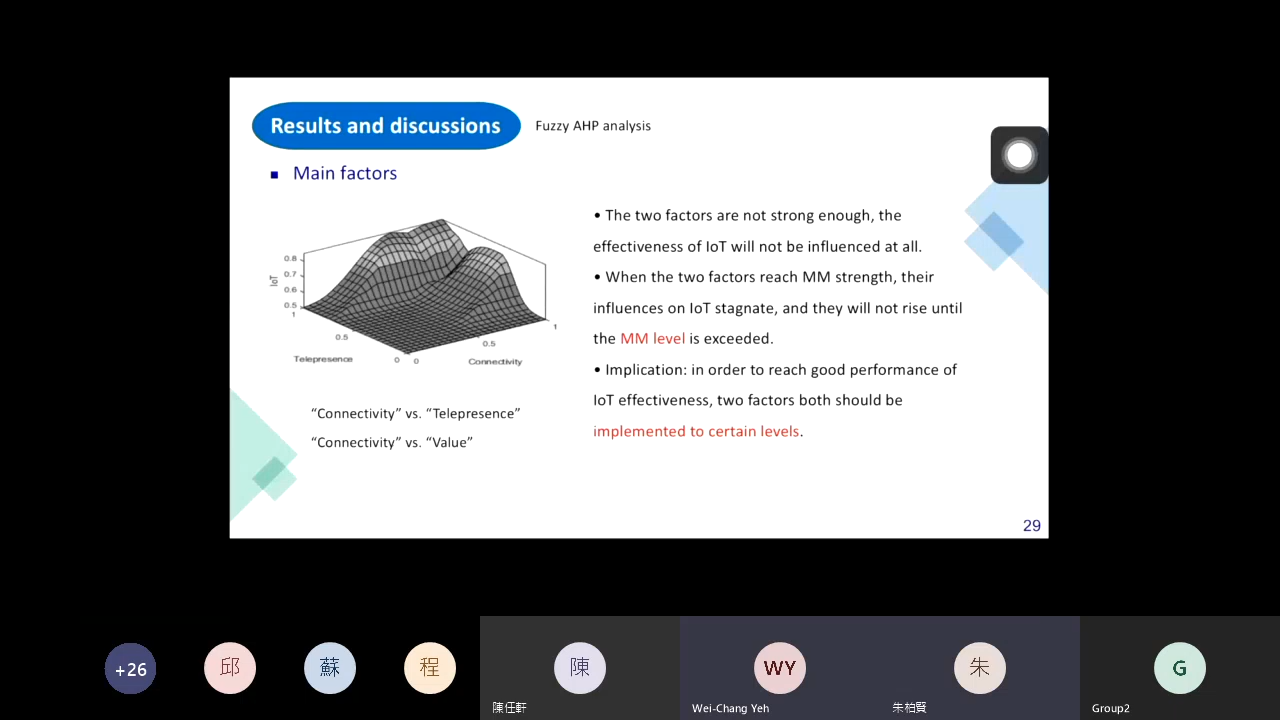 Results and discussions
Fuzzy AHP analysis
Main factors
• The two factors are not strong enough, the
effectiveness of IoT will not be influenced at all.
• When the two factors reach MM strength, their
influences on IoT stagnate, and they will not rise until
the MM level is exceeded.
• Implication: in order to reach good performance of
IoT effectiveness, two factors both should be
implemented to certain levels.
0.8
0.7
0.6
0.5
IoT
1
0.5
0
Telepresence
0
0.5
1
Connectivity
“Connectivity” vs. “Telepresence”
“Connectivity” vs. “Value”
29
+26
邱
蘇
程
陳
WY
朱
G
陳任軒
Wei-Chang Yeh
朱柏賢
Group2